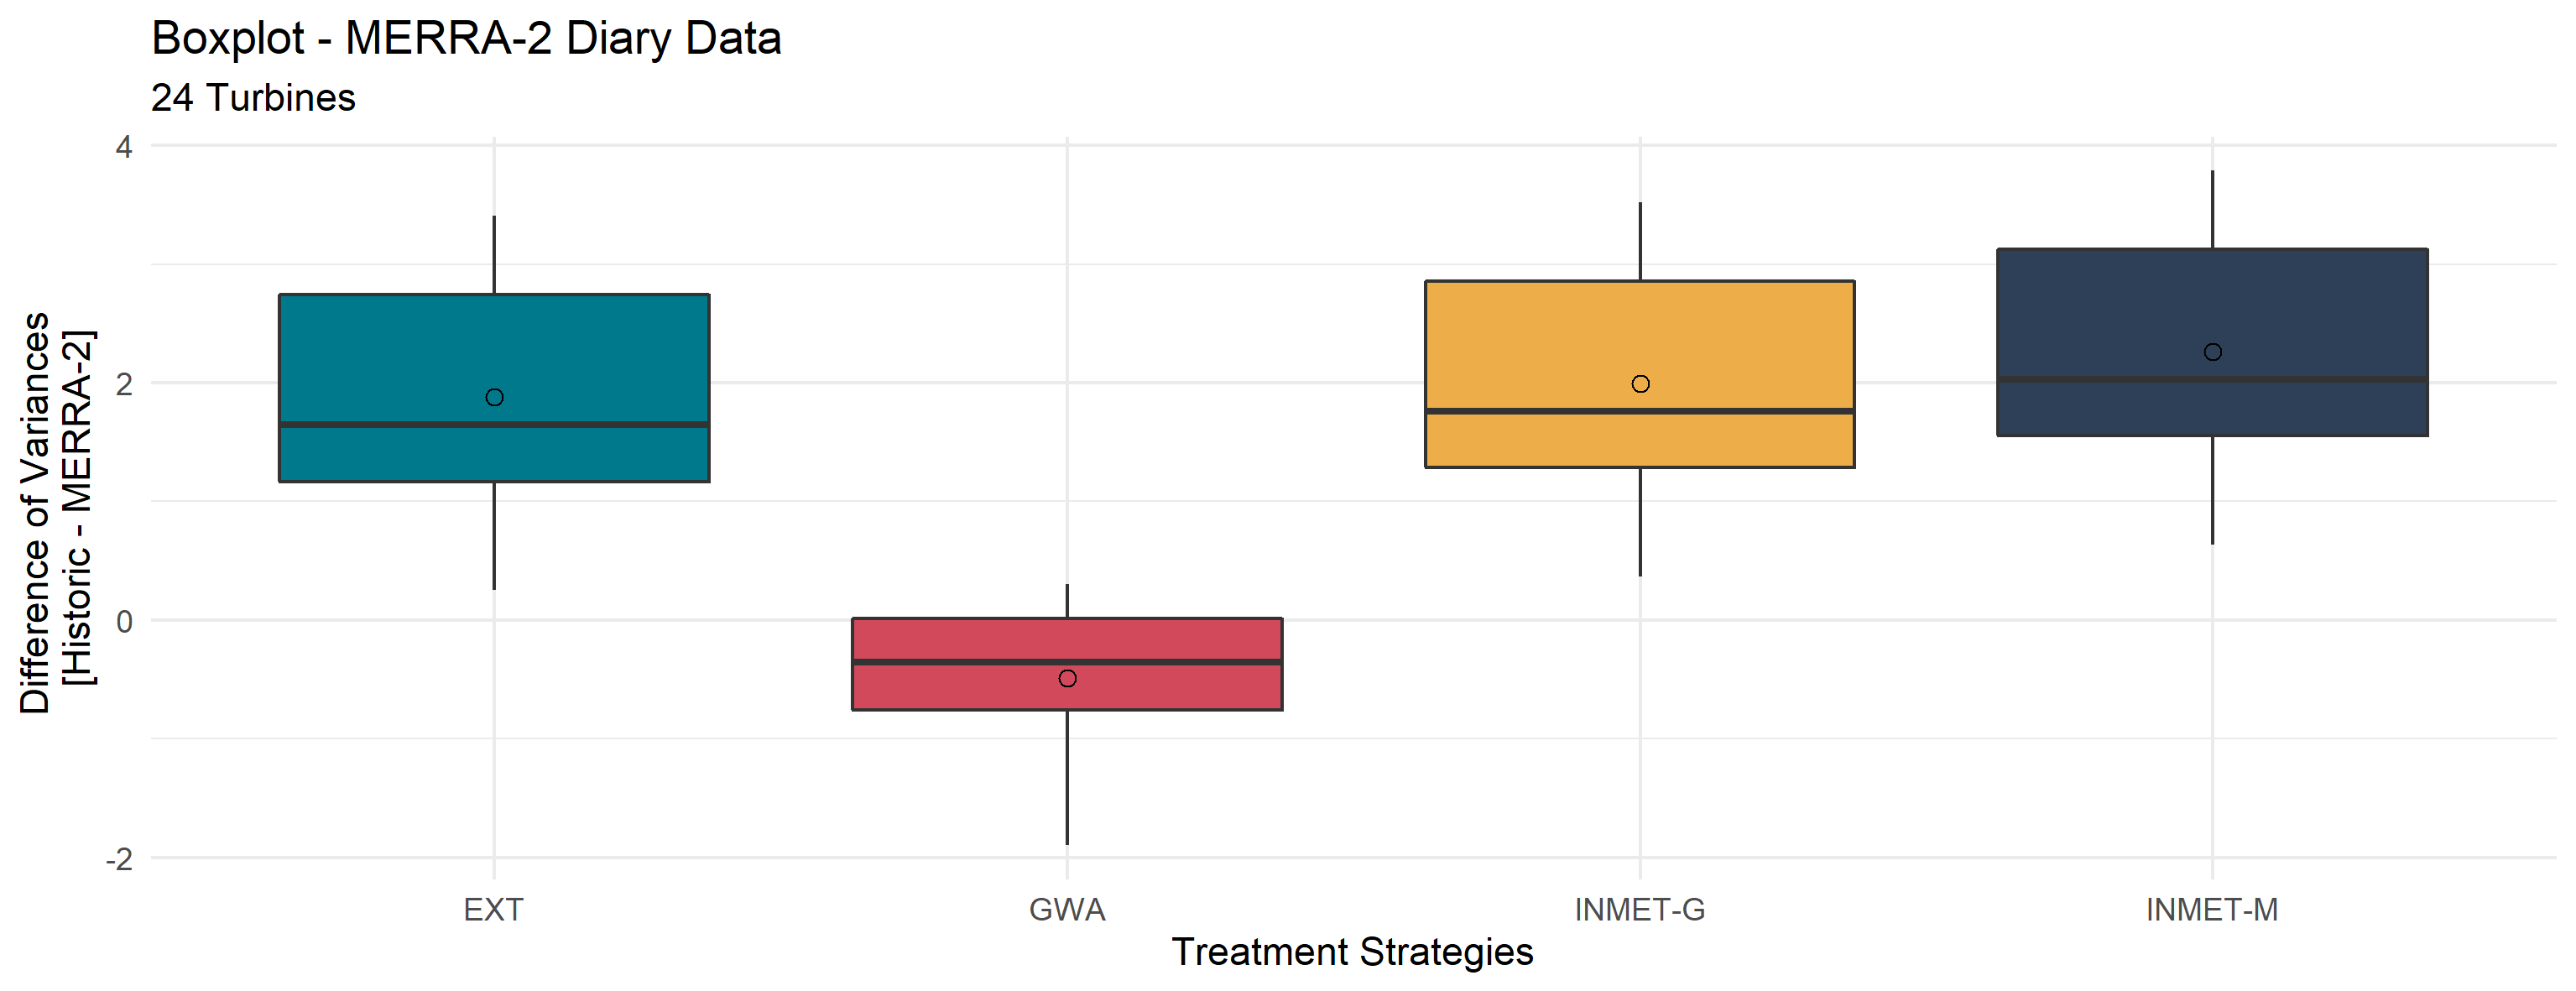 Boxplot - MERRA-2 Diary Data
24 Turbines
Difference of Variances
[Historic - MERRA-2]
4
2
0
-2
EXT
GWA
INMET-G
INMET-M
Treatment Strategies